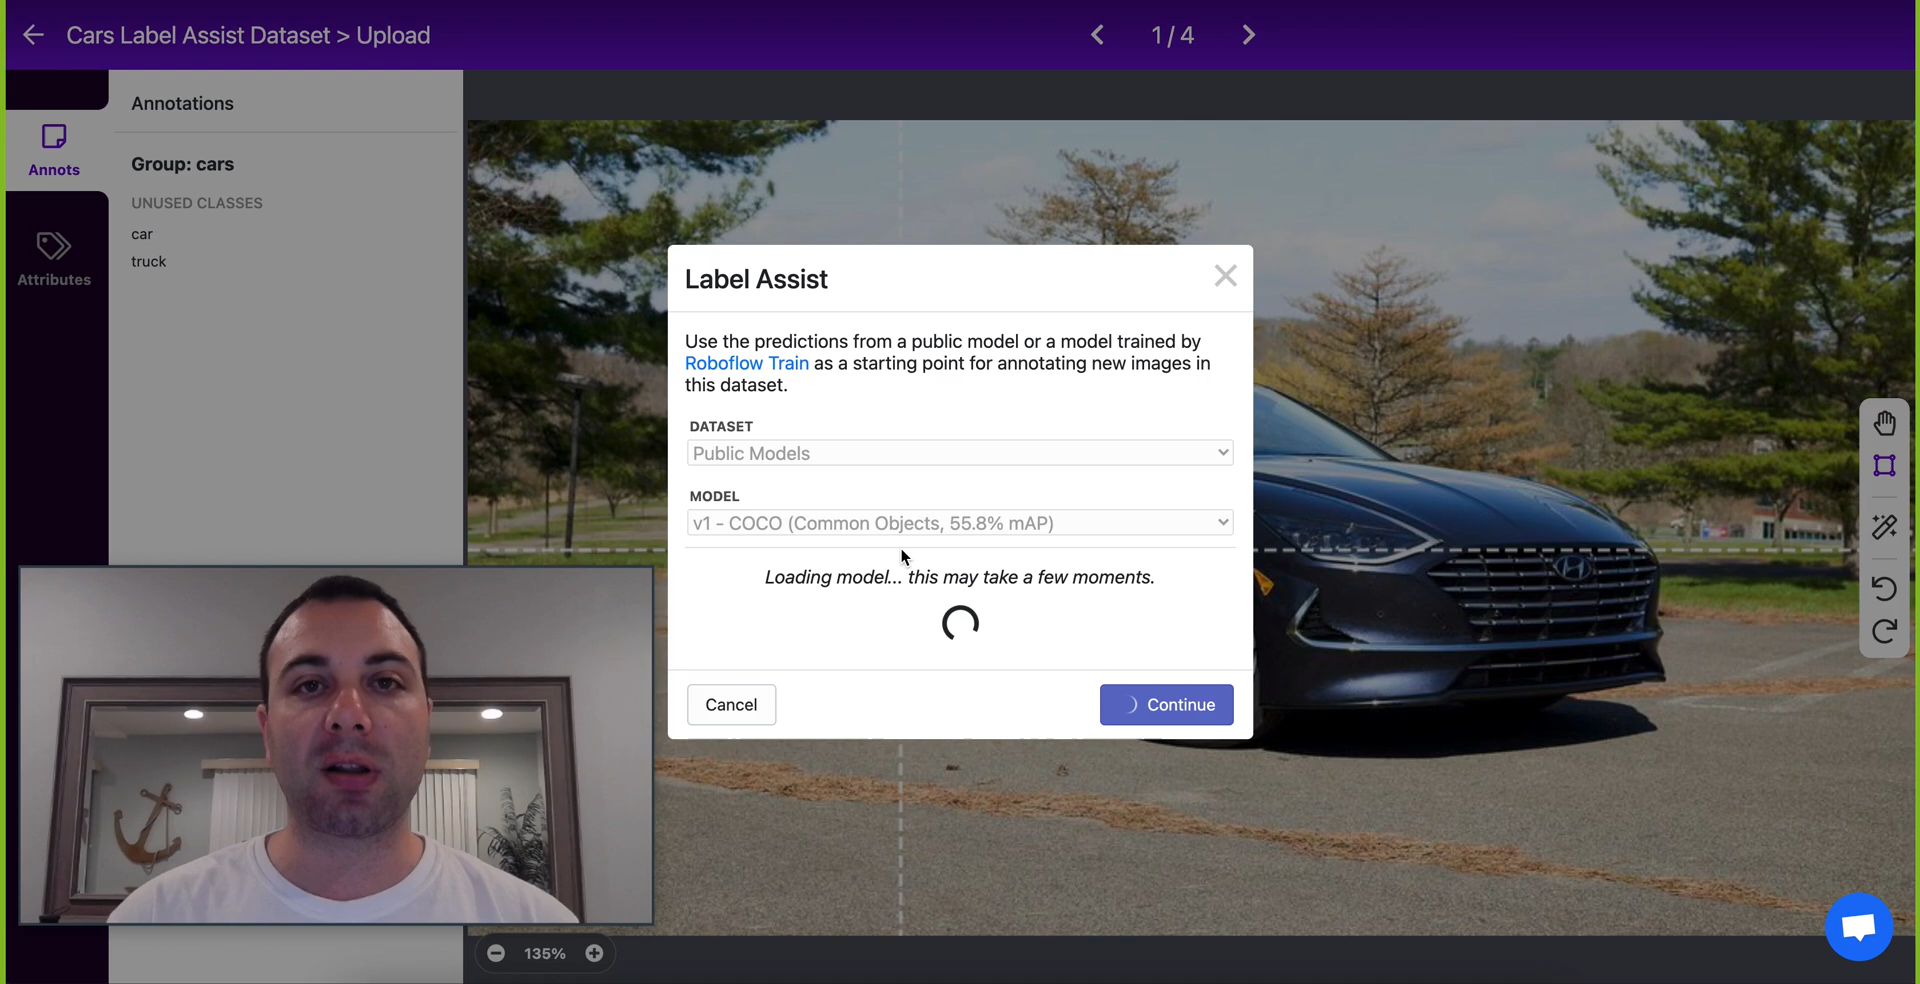 Cars Label Assist Dataset > Upload
1 / 4
Annots
Attributes
Annotations
Group: cars
UNUSED CLASSES
car
truck
Label Assist
Use the predictions from a public model or a model trained by
Roboflow Train as a starting point for annotating new images in
this dataset.
DATASET
Public Models
MODEL
v1 - COCO (Common Objects, 55.8% mAP)
Loading model... this may take a few moments.
Cancel
Continue
135%